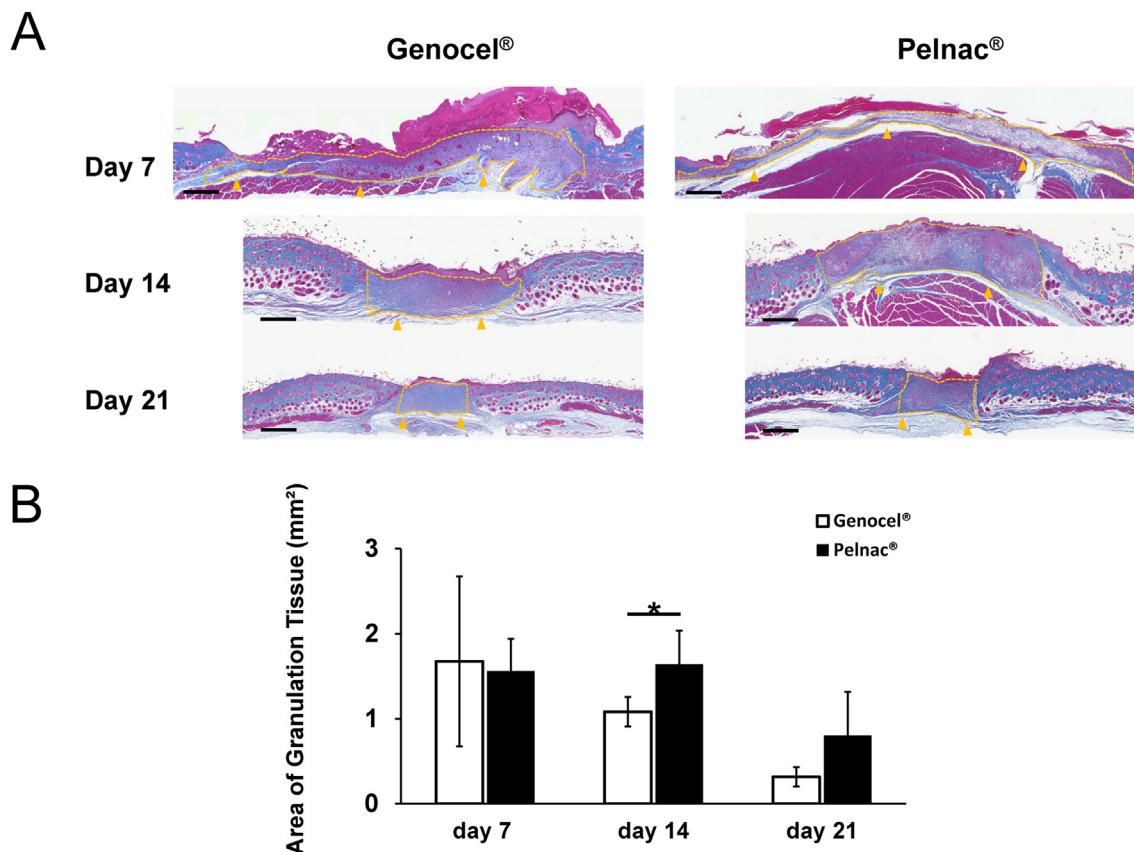 A
Genocel®
Pelnac®
Day 7
Day 14
Day 21
B
Area of Granulation Tissue (mm²)
Genocel®
Pelnac®
3
2
1
0
*
day 7
day 14
day 21